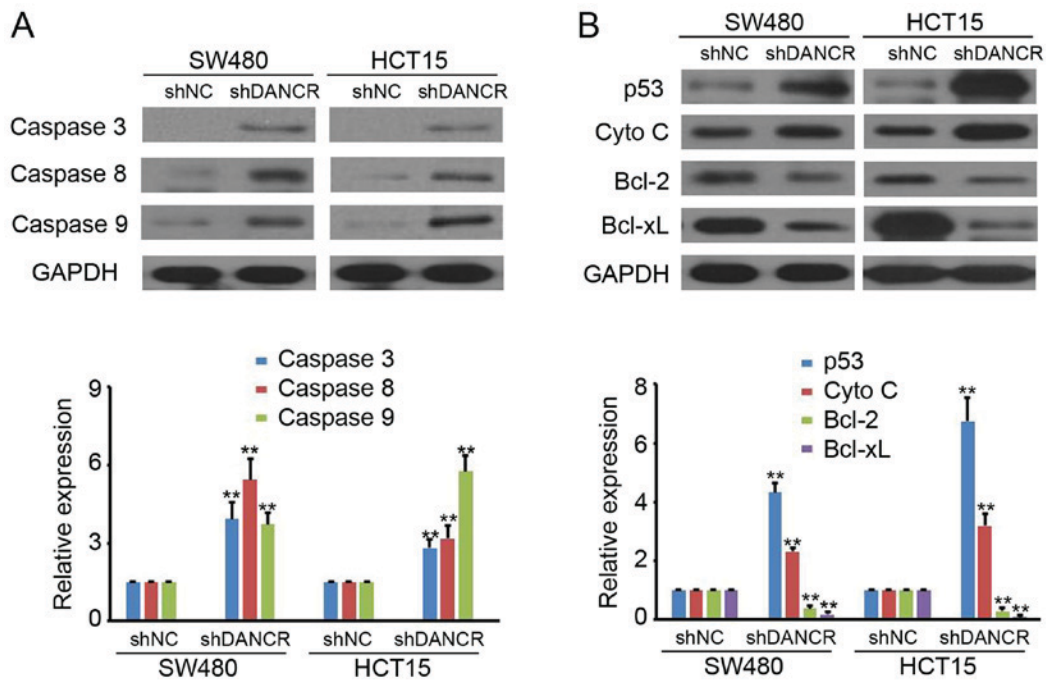 A
SW480 HCT15
shNC shDANCR shNC shDANCR
Caspase 3
Caspase 8
Caspase 9
GAPDH
Caspase 3
Caspase 8
Caspase 9
Relative expression
9
6
3
0
** ** ** ** ** **
shNC shDANCR shNC shDANCR
SW480 HCT15
B
SW480 HCT15
shNC shDANCR shNC shDANCR
p53
Cyto C
Bcl-2
Bcl-xL
GAPDH
p53
Cyto C
Bcl-2
Bcl-xL
Relative expression
8
6
4
2
0
** ** ** ** ** ** ** **
shNC shDANCR shNC shDANCR
SW480 HCT15